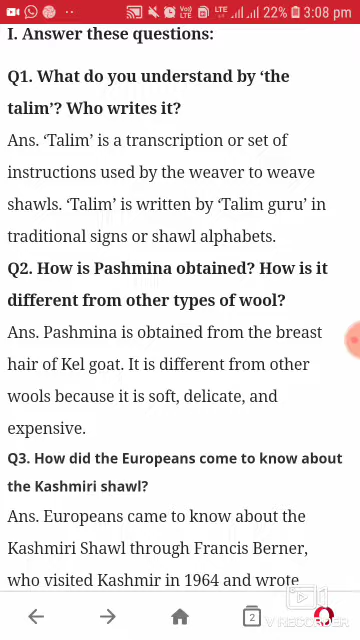 22% 3:08 pm
I. Answer these questions:
Q1. What do you understand by ‘the
talim’? Who writes it?
Ans. ‘Talim’ is a transcription or set of
instructions used by the weaver to weave
shawls. ‘Talim’ is written by ‘Talim guru’ in
traditional signs or shawl alphabets.
Q2. How is Pashmina obtained? How is it
different from other types of wool?
Ans. Pashmina is obtained from the breast
hair of Kel goat. It is different from other
wools because it is soft, delicate, and
expensive.
Q3. How did the Europeans come to know about
the Kashmiri shawl?
Ans. Europeans came to know about the
Kashmiri Shawl through Francis Berner,
who visited Kashmir in 1964 and wrote
2
V RECORDER